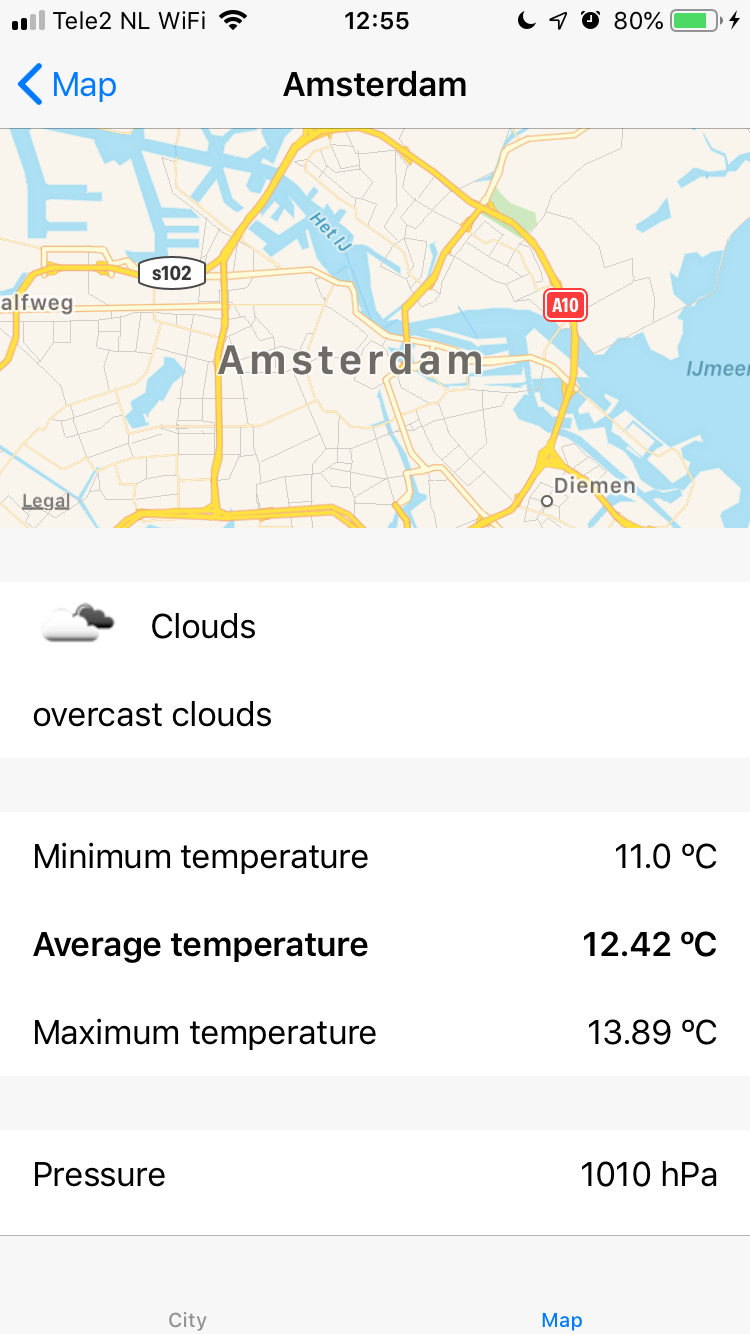 Tele2 NL WiFi 12:55 80%
Map Amsterdam
Het IJ
s102
alfweg
A10
Amsterdam
IJmeer
Diemen
Legal
Clouds
overcast clouds
Minimum temperature 11.0 ºC
Average temperature 12.42 ºC
Maximum temperature 13.89 ºC
Pressure 1010 hPa
City Map